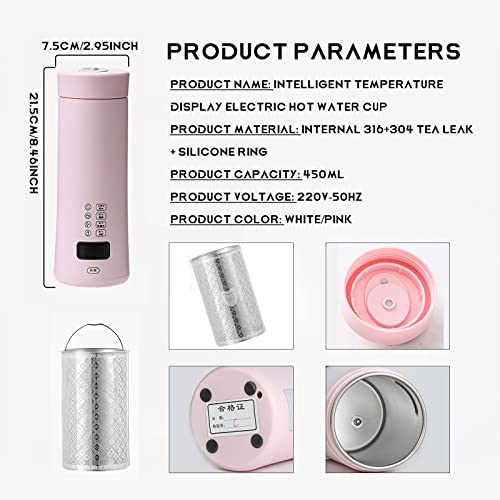 7.5CM/2.95INCH
PRODUCT PARAMETERS
21.5CM/8.46INCH
PRODUCT NAME: INTELLIGENT TEMPERATURE
DISPLAY ELECTRIC HOT WATER CUP
PRODUCT MATERIAL: INTERNAL 316+304 TEA LEAK
+ SILICONE RING
PRODUCT CAPACITY: 450ML
PRODUCT VOLTAGE: 220V-50HZ
PRODUCT COLOR: WHITE/PINK
合格证